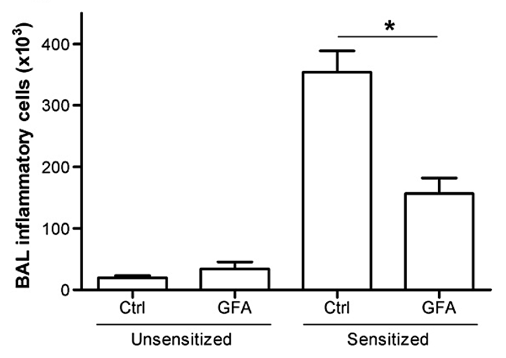 BAL inflammatory cells (x10³)
400
300
200
100
0
*
Ctrl GFA Ctrl GFA
Unsensitized Sensitized